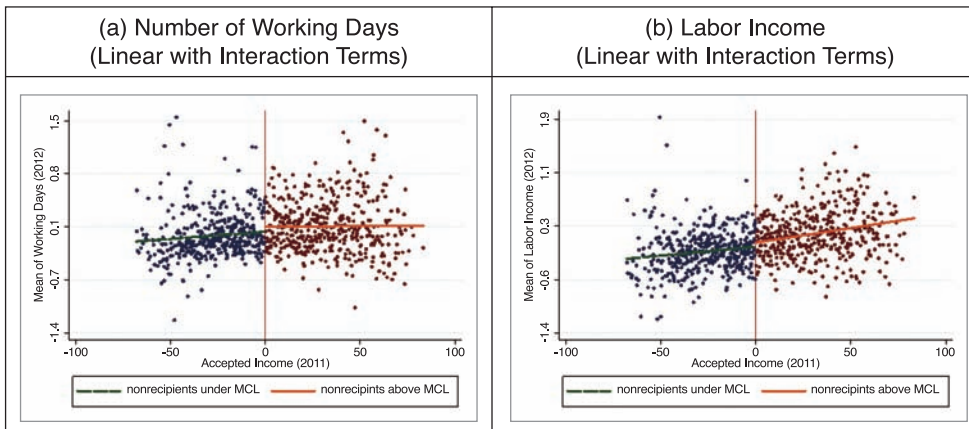 (a) Number of Working Days
(Linear with Interaction Terms)
Mean of Working Days (2012)
1.5
0.8
0.1
-0.7
-1.4
-100
-50
0
50
100
Accepted Income (2011)
nonrecipients under MCL
nonrecipints above MCL
(b) Labor Income
(Linear with Interaction Terms)
Mean of Labor Income (2012)
1.9
1.1
0.3
-0.6
-1.4
-100
-50
0
50
100
Accepted Income (2011)
nonrecipients under MCL
nonrecipints above MCL